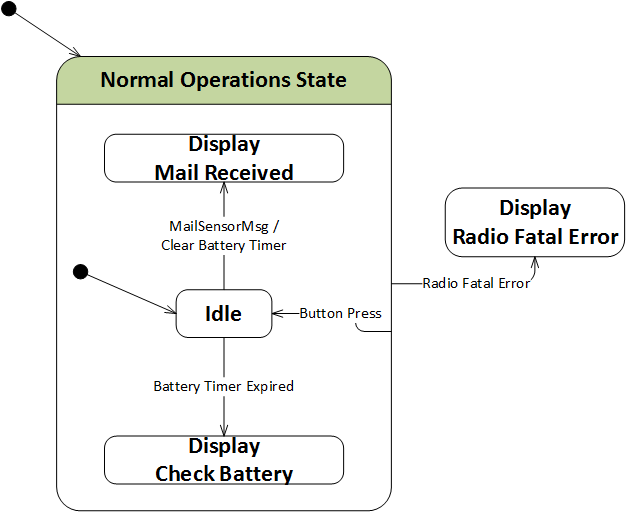 Normal Operations State
Display
Mail Received
MailSensorMsg /
Clear Battery Timer
Display
Radio Fatal Error
Radio Fatal Error
Idle
Button Press
Battery Timer Expired
Display
Check Battery